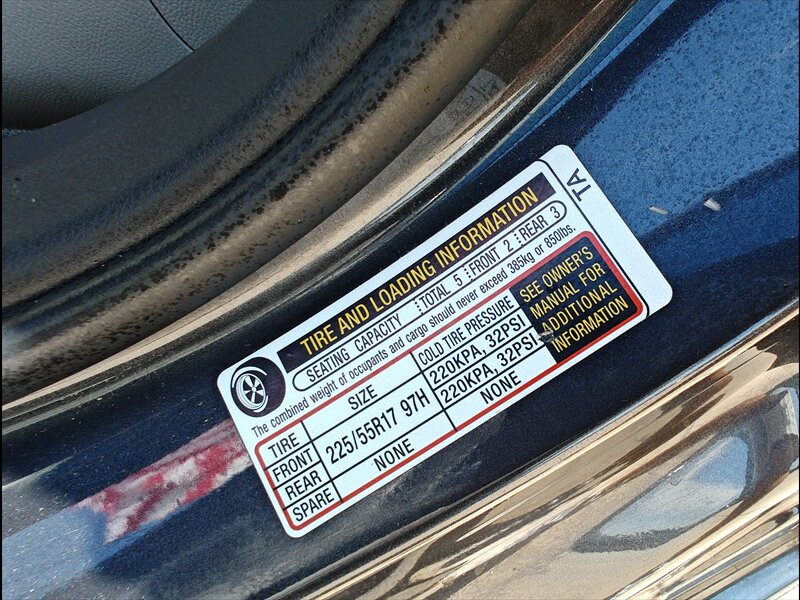 TIRE AND LOADING INFORMATION
SEATING CAPACITY TOTAL 5 FRONT 2 REAR 3
The combined weight of occupants and cargo should never exceed 385kg or 850lbs.
TIRE SIZE COLD TIRE PRESSURE
FRONT 225/55R17 97H 220KPA, 32PSI
REAR 220KPA, 32PSI
SPARE NONE NONE
SEE OWNER'S
MANUAL FOR
ADDITIONAL
INFORMATION
TA